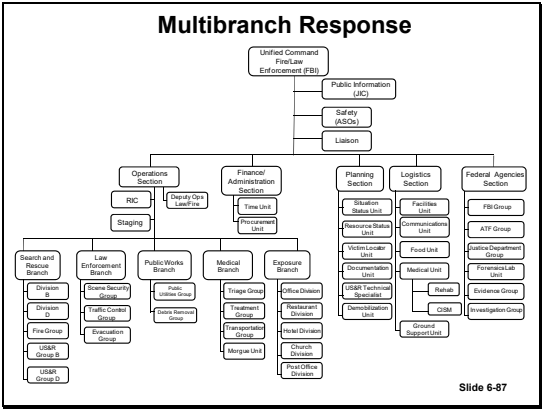 Multibranch Response
Unified Command
Fire/Law
Enforcement (FBI)
Public Information
(JIC)
Safety
(ASOs)
Liaison
Operations
Section
Finance/
Administration
Section
Planning
Section
Logistics
Section
Federal Agencies
Section
RIC
Deputy Ops
Law/Fire
Staging
Time Unit
Procurement
Unit
Situation
Status Unit
Resource Status
Unit
Victim Locator
Unit
Documentation
Unit
US&R Technical
Specialist
Demobilization
Unit
Facilities
Unit
Communications
Unit
Food Unit
Medical Unit
Rehab
CISM
Ground
Support Unit
FBI Group
ATF Group
Justice Department
Group
Forensics Lab
Unit
Evidence Group
Investigation Group
Search and
Rescue
Branch
Law
Enforcement
Branch
Public Works
Branch
Medical
Branch
Exposure
Branch
Division
B
Division
D
Fire Group
US&R
Group B
US&R
Group D
Scene Security
Group
Traffic Control
Group
Evacuation
Group
Public
Utilities Group
Debris Removal
Group
Triage Group
Treatment
Group
Transportation
Group
Morgue Unit
Office Division
Restaurant
Division
Hotel Division
Church
Division
Post Office
Division
Slide 6-87